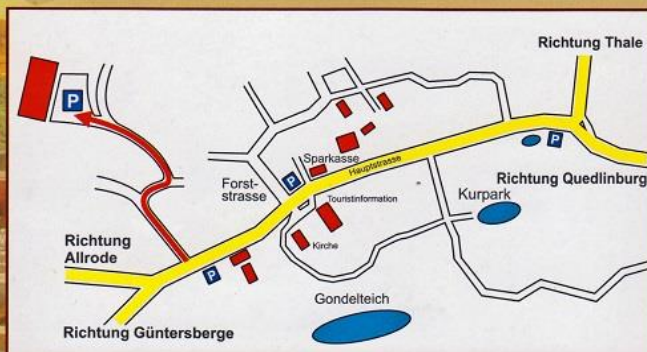 Richtung Thale
P
Sparkasse
Hauptstrasse
P
P
Forst-
strasse
Richtung Quedlinburg
Touristinformation
Kurpark
Kirche
Richtung
Allrode
P
Gondelteich
Richtung Güntersberge